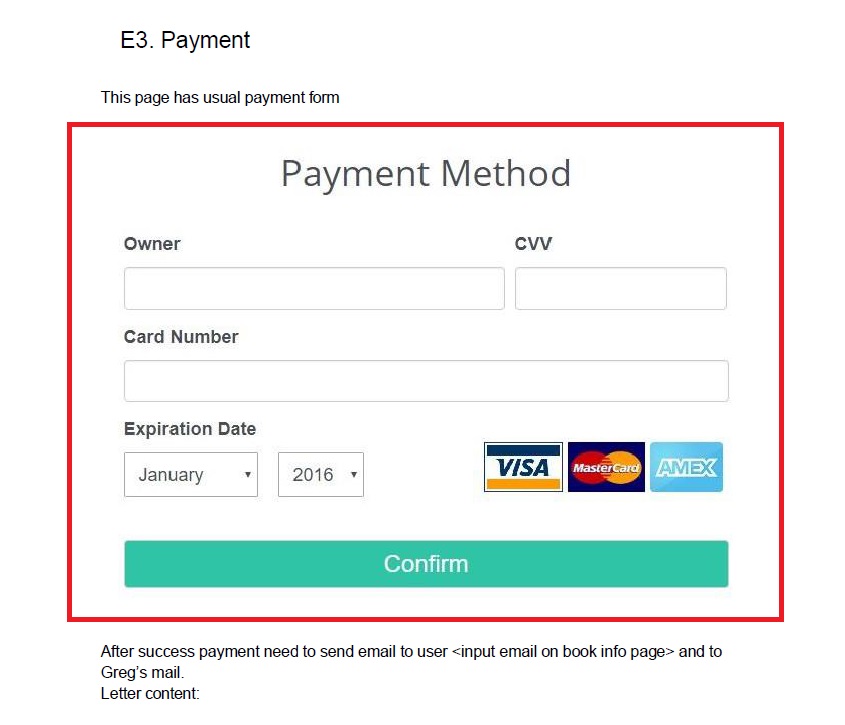 E3. Payment
This page has usual payment form
Payment Method
Owner CVV
Card Number
Expiration Date
January 2016 VISA MasterCard AMEX
Confirm
After success payment need to send email to user <input email on book info page> and to
Greg's mail.
Letter content: